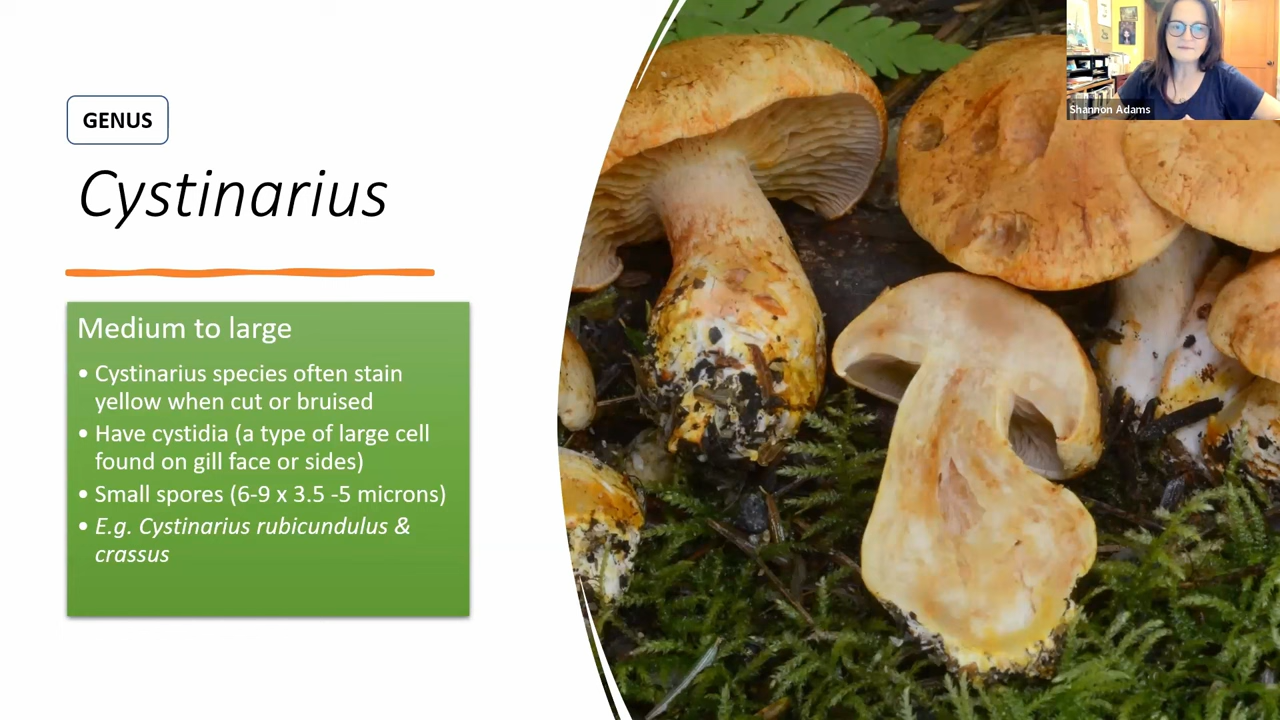 GENUS
Cystinarius
Medium to large
• Cystinarius species often stain
yellow when cut or bruised
• Have cystidia (a type of large cell
found on gill face or sides)
• Small spores (6-9 x 3.5 -5 microns)
• E.g. Cystinarius rubicundulus &
crassus
Shannon Adams